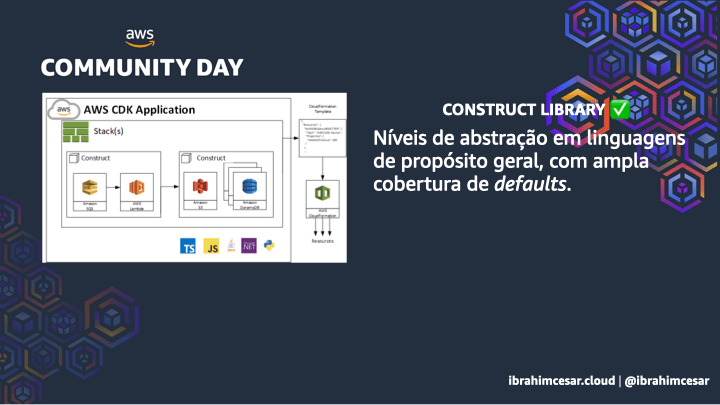 aws
COMMUNITY DAY
aws
AWS CDK Application
CloudFormation
Template
Stack(s)
Construct
Construct
Amazon
SQS
AWS
Lambda
Amazon
S3
Amazon
DynamoDB
AWS
CloudFormation
Resources
TS
JS
Java
.NET
CONSTRUCT LIBRARY ✅
Níveis de abstração em linguagens
de propósito geral, com ampla
cobertura de defaults.
ibrahimcesar.cloud | @ibrahimcesar